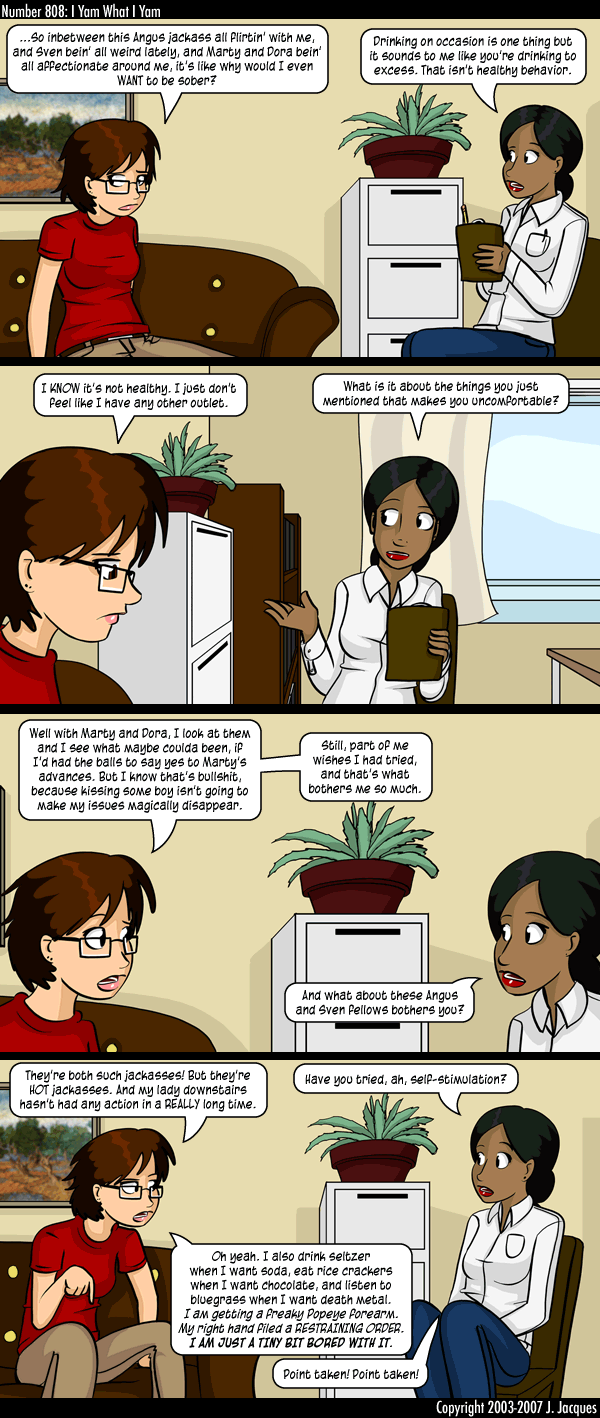 Number 808: I Yam What I Yam
...So inbetween this Angus jackass all flirtin' with me,
and Sven bein' all weird lately, and Marty and Dora bein'
all affectionate around me, it's like why would I even
WANT to be sober?
Drinking on occasion is one thing but
it sounds to me like you're drinking to
excess. That isn't healthy behavior.
I KNOW it's not healthy. I just don't
feel like I have any other outlet.
What is it about the things you just
mentioned that makes you uncomfortable?
Well with Marty and Dora, I look at them
and I see what maybe coulda been, if
I'd had the balls to say yes to Marty's
advances. But I know that's bullshit,
because kissing some boy isn't going to
make my issues magically disappear.
Still, part of me
wishes I had tried,
and that's what
bothers me so much.
And what about these Angus
and Sven fellows bothers you?
They're both such jackasses! But they're
HOT jackasses. And my lady downstairs
hasn't had any action in a REALLY long time.
Have you tried, ah, self-stimulation?
Oh yeah. I also drink seltzer
when I want soda, eat rice crackers
when I want chocolate, and listen to
bluegrass when I want death metal.
I am getting a freaky Popeye forearm.
My right hand filed a RESTRAINING ORDER.
I AM JUST A TINY BIT BORED WITH IT.
Point taken! Point taken!
Copyright 2003-2007 J. Jacques